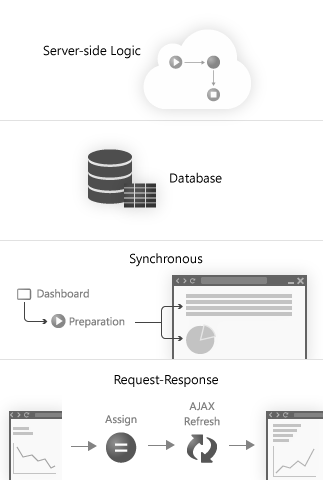 Server-side Logic
Database
Synchronous
Dashboard
Preparation
Request-Response
Assign
AJAX
Refresh